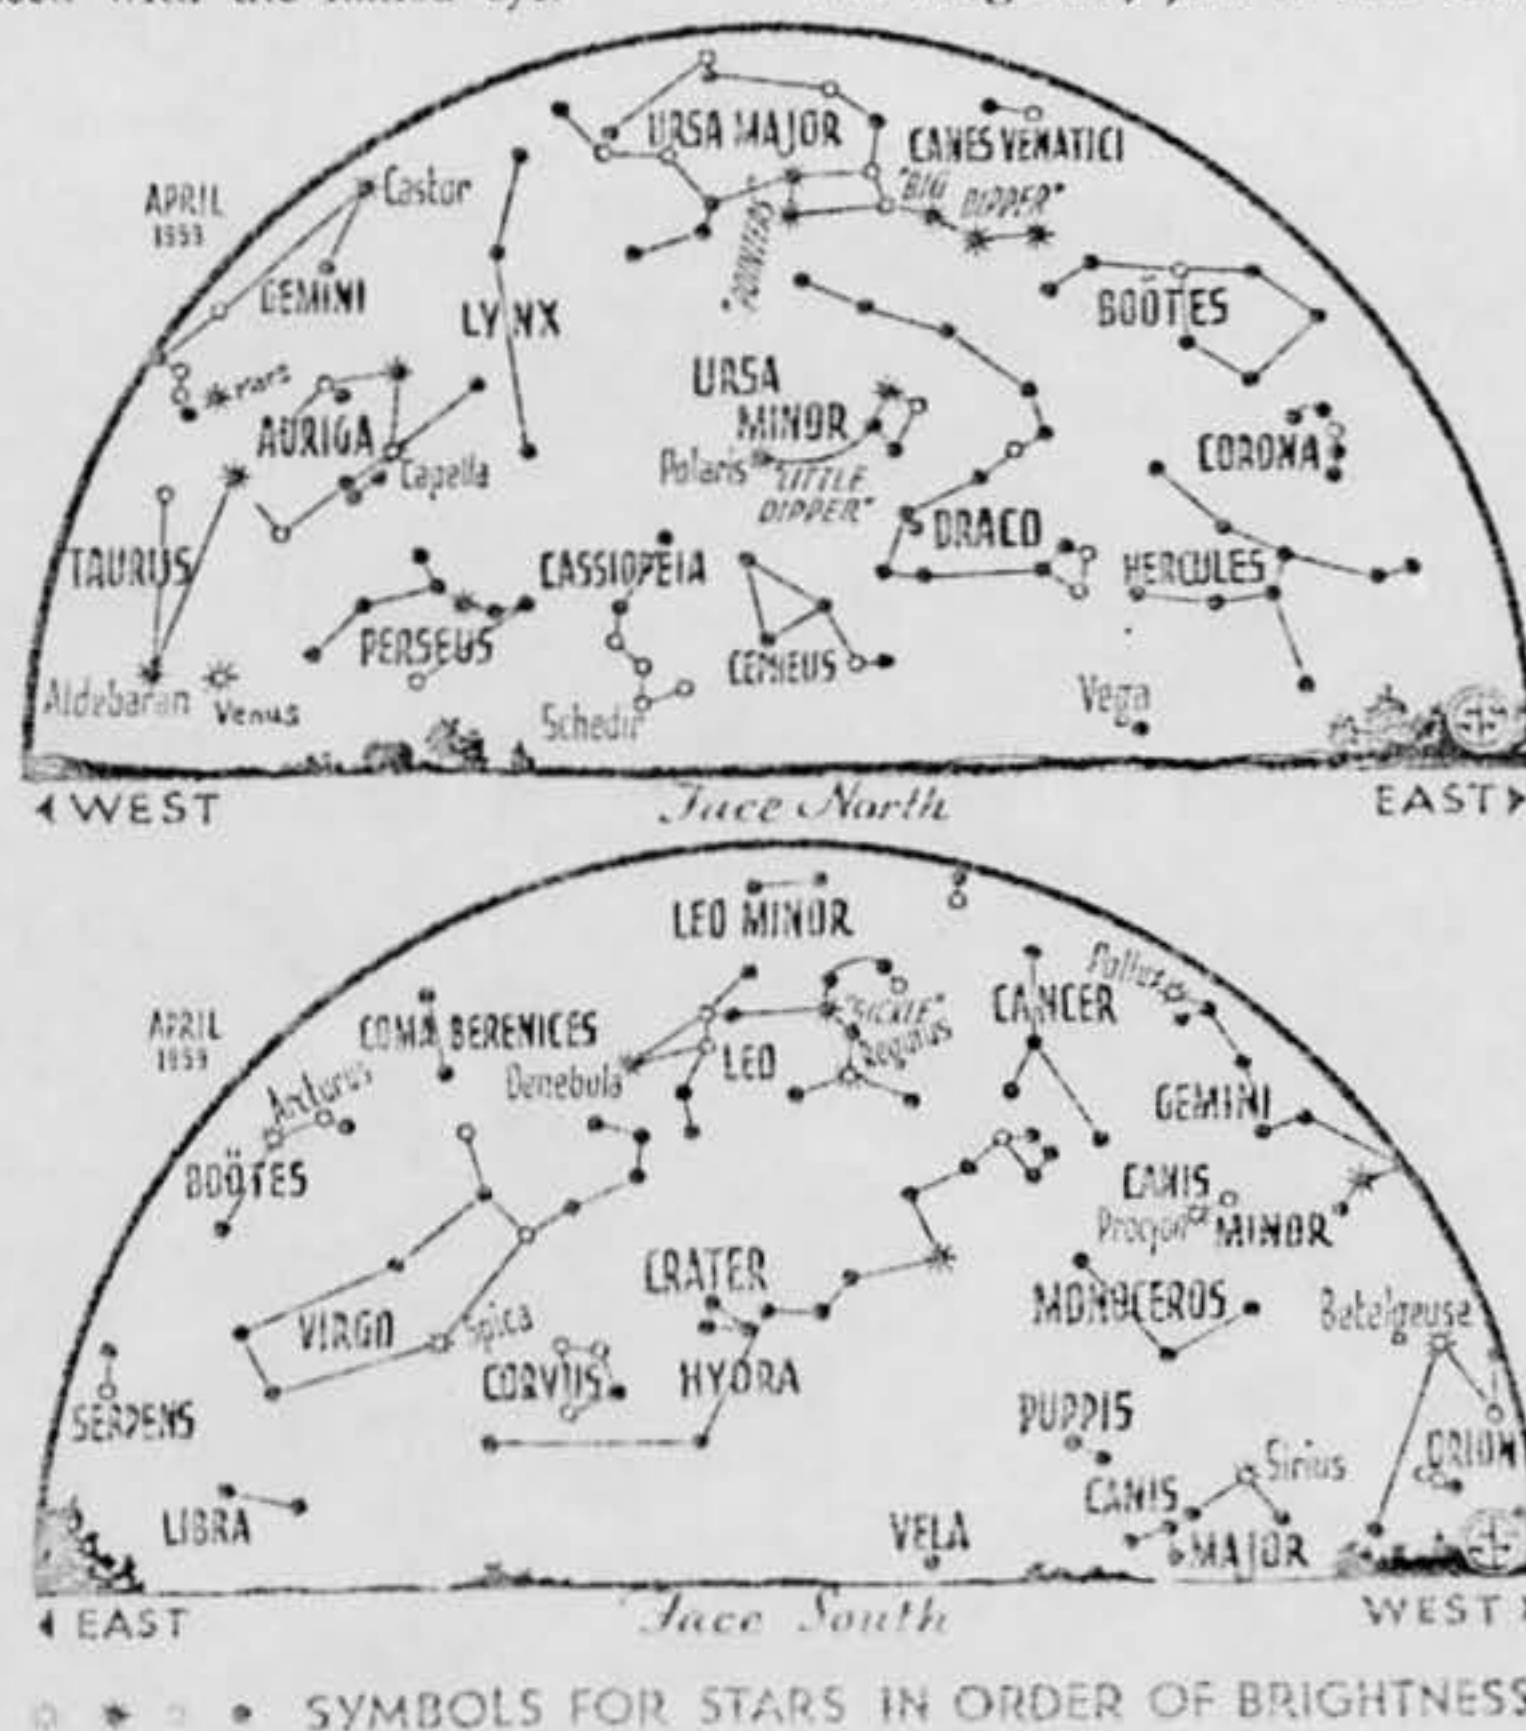 with the
URSA MAJOR
CANES VENATICI
"BIG DIPPER"
"POINTERS"
APRIL
1959
Castor
GEMINI
LYNX
BOÖTES
Mars
URSA
MINOR
AURIGA
Polaris
"LITTLE
DIPPER"
CORONA
Capella
DRACO
TAURUS
CASSIOPEIA
HERCULES
PERSEUS
CEPHEUS
Aldebaran
Venus
Schedir
Vega
WEST
Face North
EAST
LEO MINOR
Pollux
APRIL
1959
COMA BERENICES
"SICKLE"
CANCER
Regulus
LEO
Denebula
Arcturus
GEMINI
BOÖTES
CANIS
MINOR
Procyon
CRATER
MONOCEROS
Betelgeuse
VIRGO
Spica
CORVUS
HYDRA
SERPENS
PUPPIS
ORION
Sirius
CANIS
MAJOR
LIBRA
VELA
EAST
Face South
WEST
SYMBOLS FOR STARS IN ORDER OF BRIGHTNESS